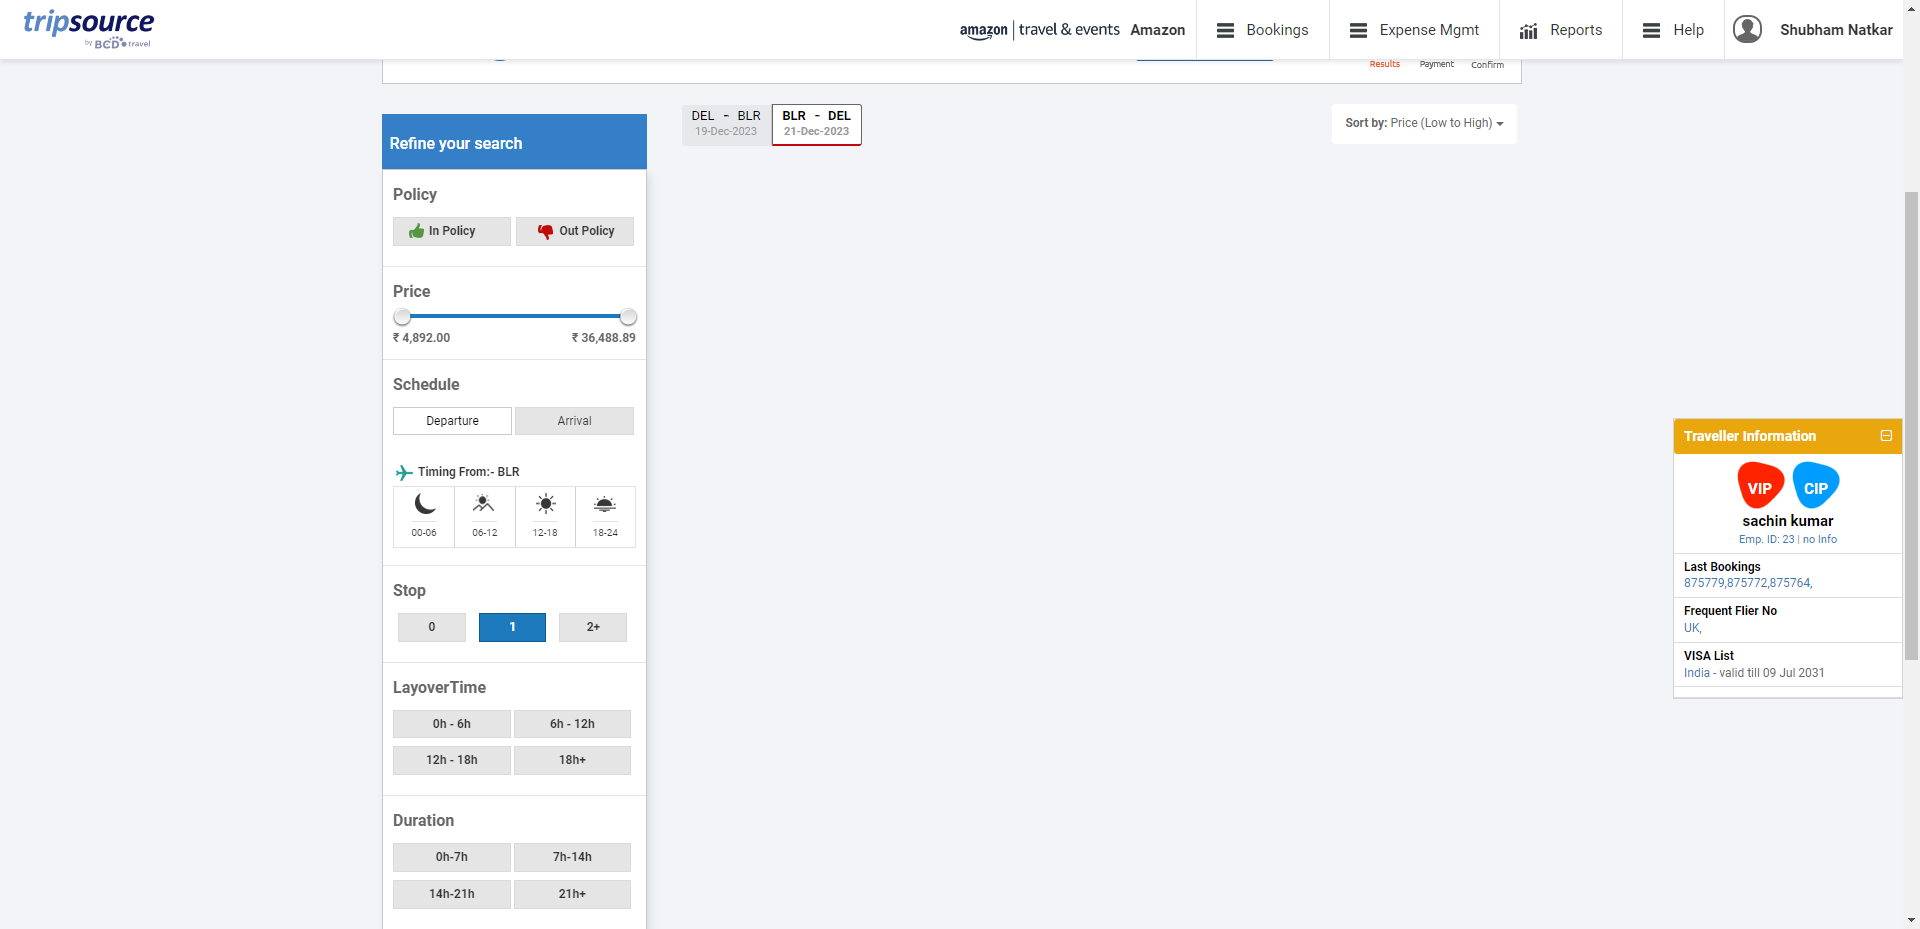 tripsource
by BCD travel
amazon | travel & events Amazon
Bookings
Expense Mgmt
Reports
Help
Shubham Natkar
Results
Payment
Confirm
DEL - BLR
19-Dec-2023
BLR - DEL
21-Dec-2023
Sort by: Price (Low to High)
Refine your search
Policy
In Policy
Out Policy
Price
₹ 4,892.00
₹ 36,488.89
Schedule
Departure
Arrival
Timing From:- BLR
00-06
06-12
12-18
18-24
Stop
0
1
2+
LayoverTime
0h - 6h
6h - 12h
12h - 18h
18h+
Duration
0h-7h
7h-14h
14h-21h
21h+
Traveller Information
VIP
CIP
sachin kumar
Emp. ID: 23 | no Info
Last Bookings
875779,875772,875764,
Frequent Flier No
UK,
VISA List
India - valid till 09 Jul 2031